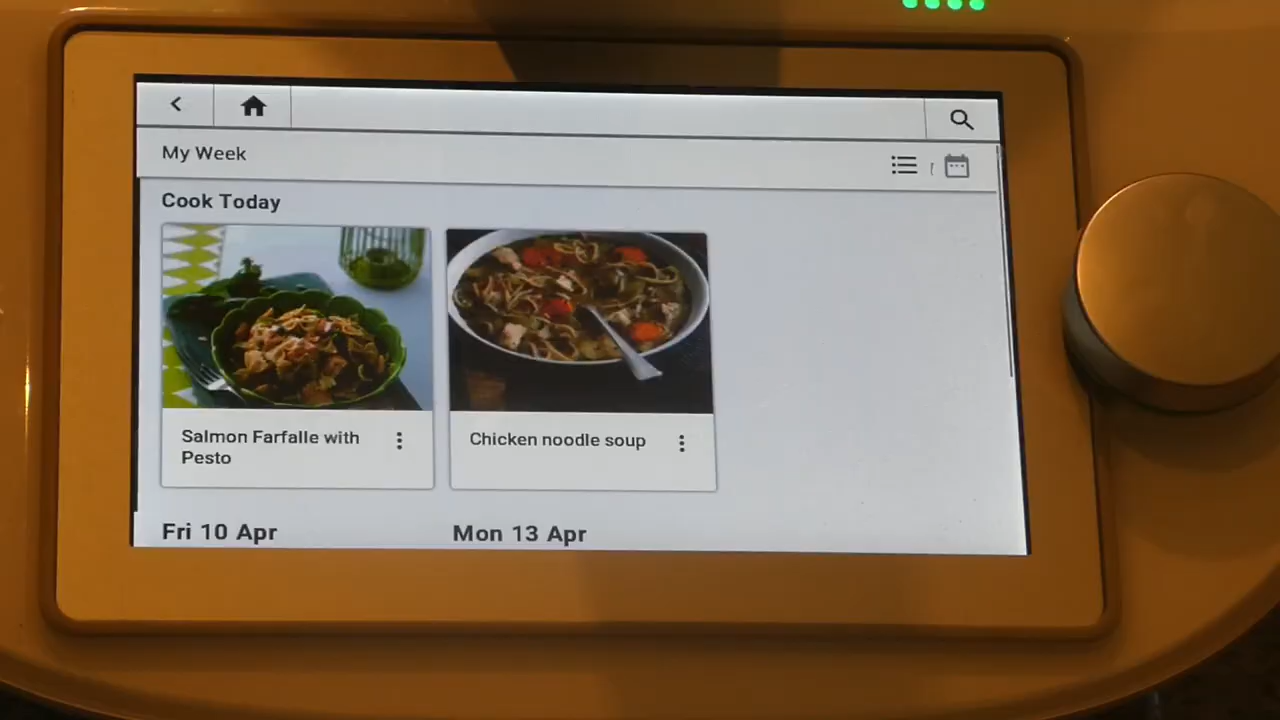 My Week
Cook Today
Salmon Farfalle with
Pesto
Chicken noodle soup
Fri 10 Apr
Mon 13 Apr